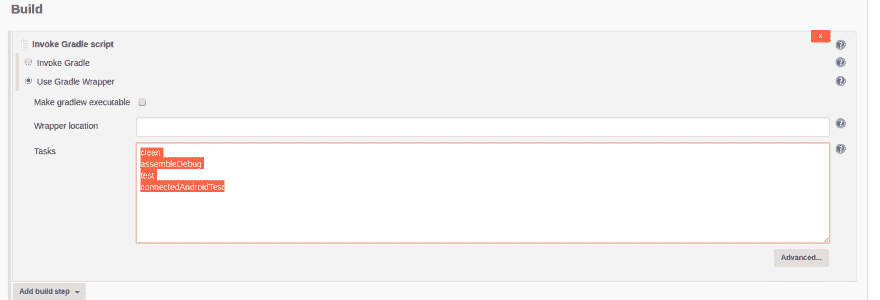 Build
Invoke Gradle script
x
Invoke Gradle
Use Gradle Wrapper
Make gradlew executable
Wrapper location
Tasks
clean
assembleDebug
test
connectedAndroidTest
Advanced...
Add build step